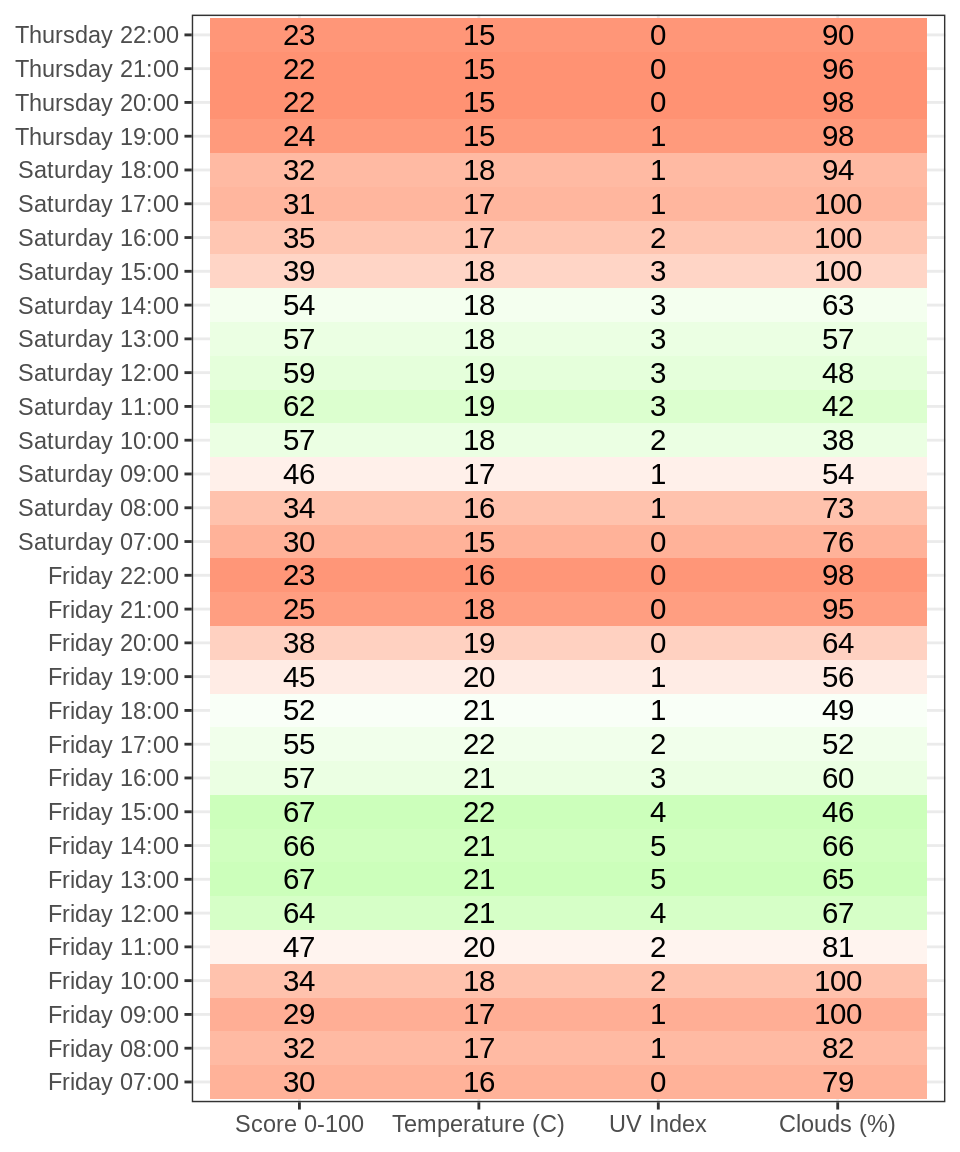 Thursday 22:00 23 15 0 90
Thursday 21:00 22 15 0 96
Thursday 20:00 22 15 0 98
Thursday 19:00 24 15 1 98
Saturday 18:00 32 18 1 94
Saturday 17:00 31 17 1 100
Saturday 16:00 35 17 2 100
Saturday 15:00 39 18 3 100
Saturday 14:00 54 18 3 63
Saturday 13:00 57 18 3 57
Saturday 12:00 59 19 3 48
Saturday 11:00 62 19 3 42
Saturday 10:00 57 18 2 38
Saturday 09:00 46 17 1 54
Saturday 08:00 34 16 1 73
Saturday 07:00 30 15 0 76
Friday 22:00 23 16 0 98
Friday 21:00 25 18 0 95
Friday 20:00 38 19 0 64
Friday 19:00 45 20 1 56
Friday 18:00 52 21 1 49
Friday 17:00 55 22 2 52
Friday 16:00 57 21 3 60
Friday 15:00 67 22 4 46
Friday 14:00 66 21 5 66
Friday 13:00 67 21 5 65
Friday 12:00 64 21 4 67
Friday 11:00 47 20 2 81
Friday 10:00 34 18 2 100
Friday 09:00 29 17 1 100
Friday 08:00 32 17 1 82
Friday 07:00 30 16 0 79
Score 0-100 Temperature (C) UV Index Clouds (%)